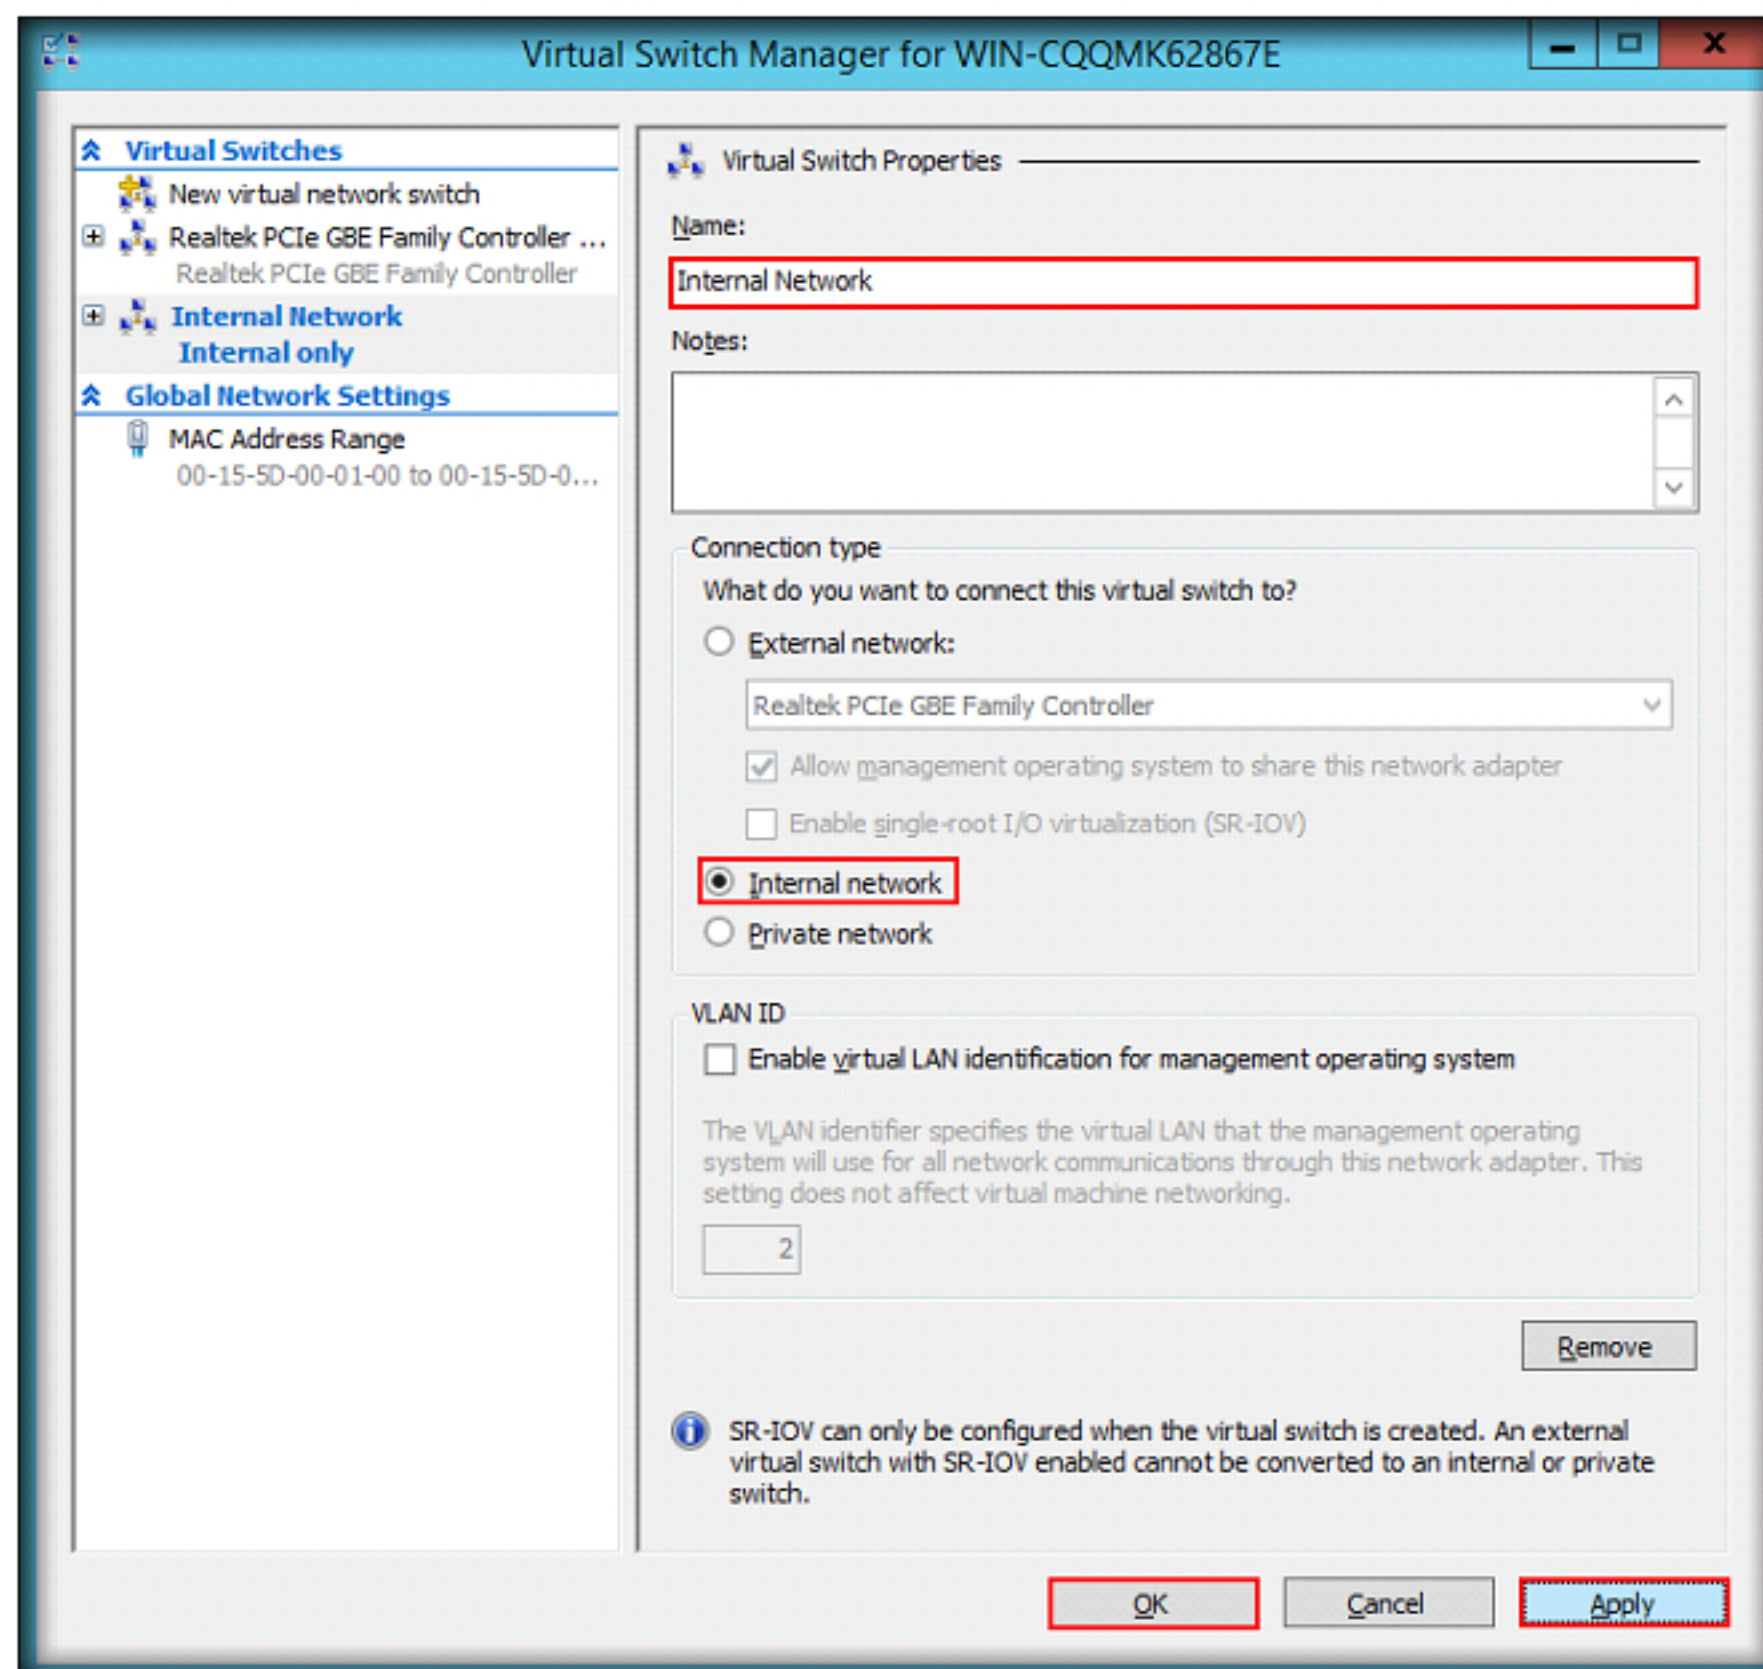 Virtual Switch Manager for WIN-CQQMK62867E
Virtual Switches
New virtual network switch
Realtek PCIe GBE Family Controller ...
Realtek PCIe GBE Family Controller
Internal Network
Internal only
Global Network Settings
MAC Address Range
00-15-5D-00-01-00 to 00-15-5D-0...
Virtual Switch Properties
Name:
Internal Network
Notes:
Connection type
What do you want to connect this virtual switch to?
External network:
Realtek PCIe GBE Family Controller
Allow management operating system to share this network adapter
Enable single-root I/O virtualization (SR-IOV)
Internal network
Private network
VLAN ID
Enable virtual LAN identification for management operating system
The VLAN identifier specifies the virtual LAN that the management operating
system will use for all network communications through this network adapter. This
setting does not affect virtual machine networking.
2
Remove
SR-IOV can only be configured when the virtual switch is created. An external
virtual switch with SR-IOV enabled cannot be converted to an internal or private
switch.
OK
Cancel
Apply